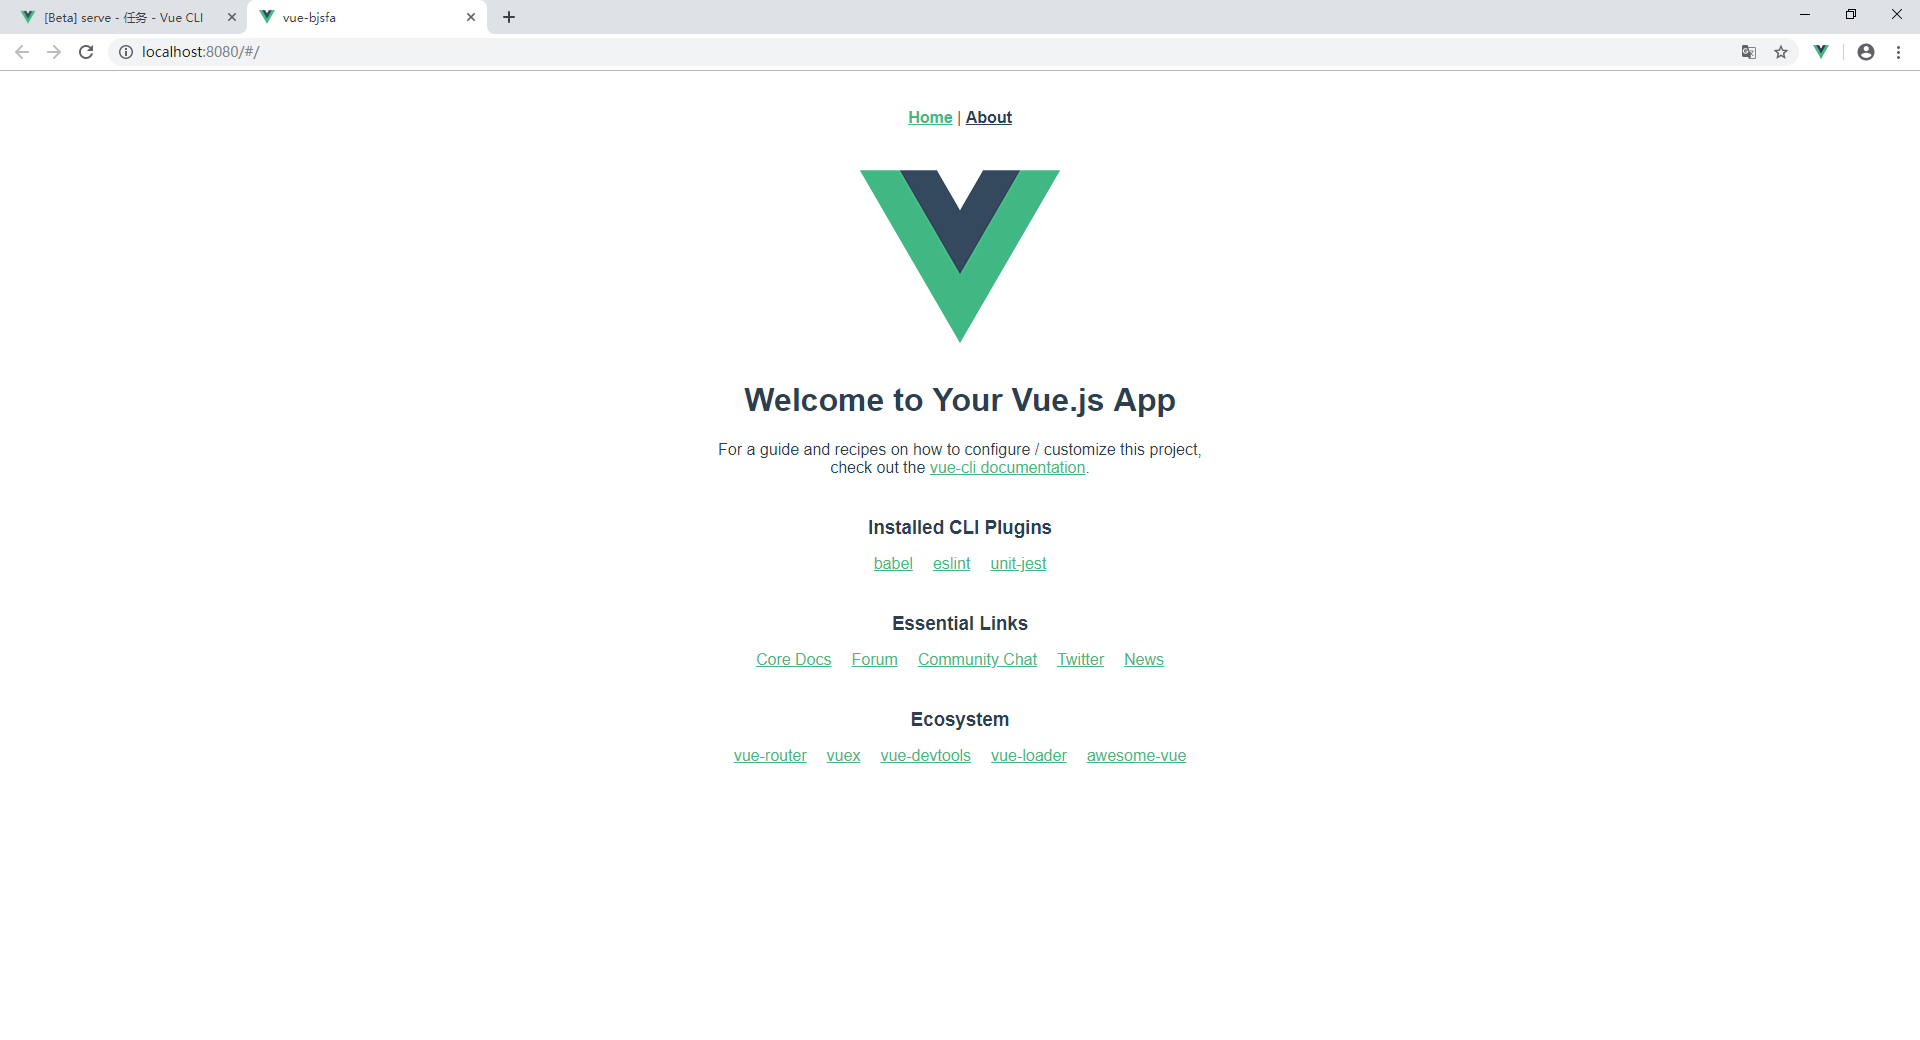 [Beta] serve - 任务 - Vue CLI
vue-bjsfa
localhost:8080/#/
Home | About
Welcome to Your Vue.js App
For a guide and recipes on how to configure / customize this project,
check out the vue-cli documentation.
Installed CLI Plugins
babel eslint unit-jest
Essential Links
Core Docs Forum Community Chat Twitter News
Ecosystem
vue-router vuex vue-devtools vue-loader awesome-vue